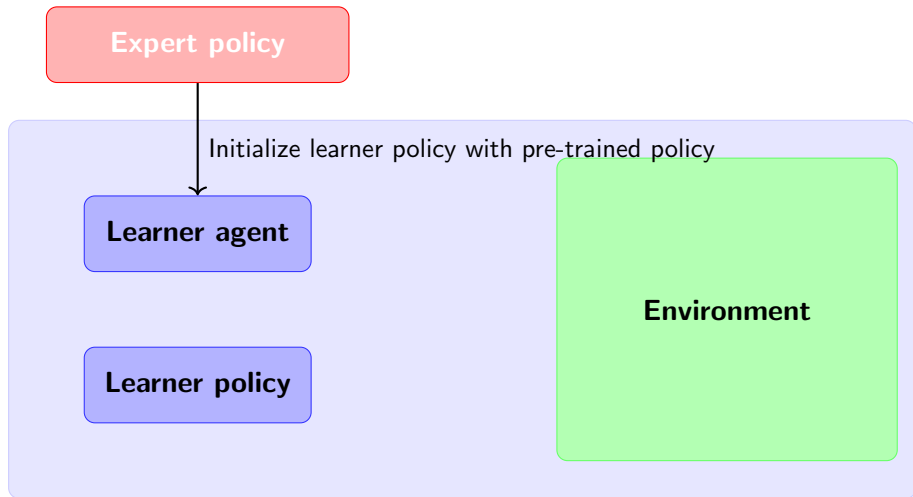 Expert policy
Initialize learner policy with pre-trained policy
Learner agent
Environment
Learner policy